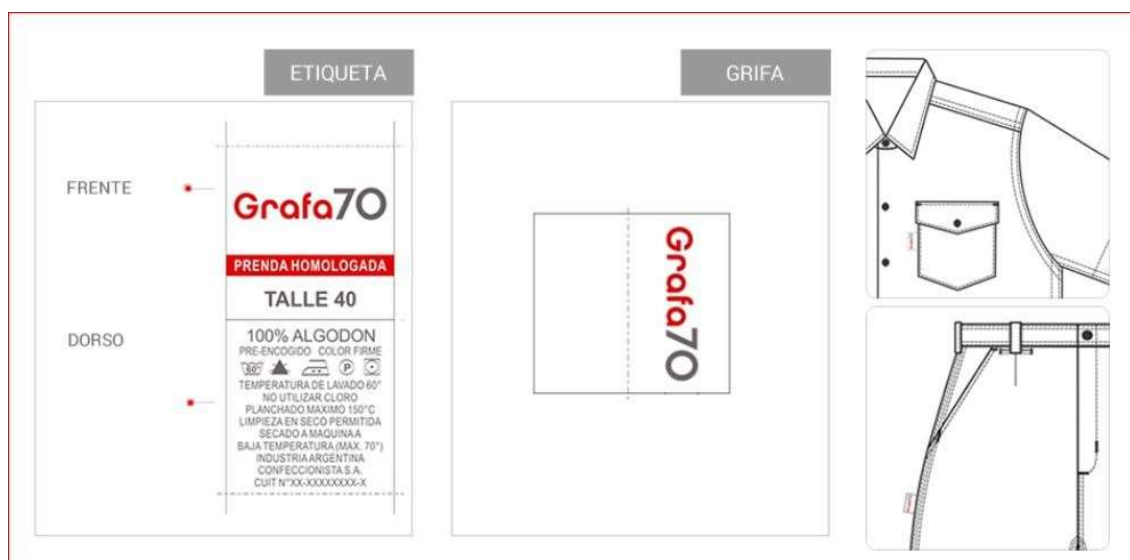 ETIQUETA
FRENTE
Grafa70
PRENDA HOMOLOGADA
TALLE 40
DORSO
100% ALGODON
PRE-ENCOGIDO COLOR FIRME
60° P
TEMPERATURA DE LAVADO 60°
NO UTILIZAR CLORO
PLANCHADO MAXIMO 150°C
LIMPIEZA EN SECO PERMITIDA
SECADO A MAQUINA A
BAJA TEMPERATURA (MAX. 70°)
INDUSTRIA ARGENTINA
CONFECCIONISTA S.A.
CUIT N°XX-XXXXXXXX-X
GRIFA
Grafa70
Grafa70